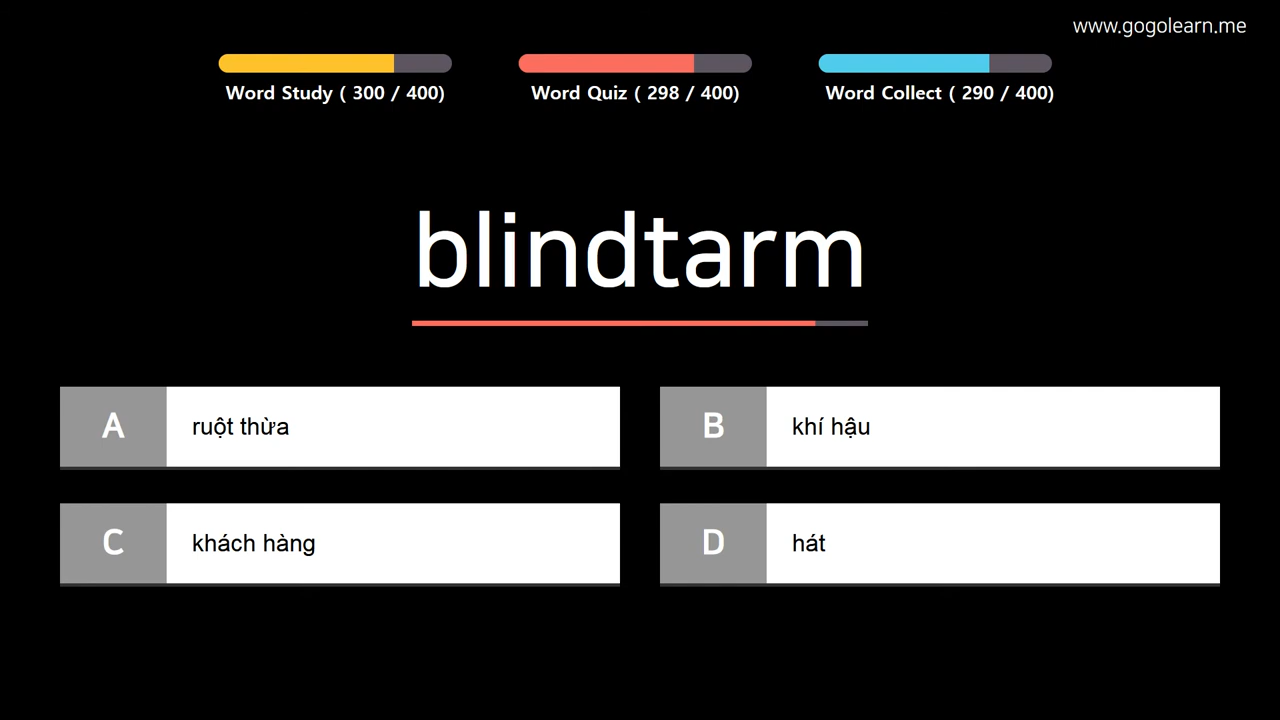 www.gogolearn.me
Word Study ( 300 / 400)
Word Quiz ( 298 / 400)
Word Collect ( 290 / 400)
blindtarm
A ruột thừa
B khí hậu
C khách hàng
D hát